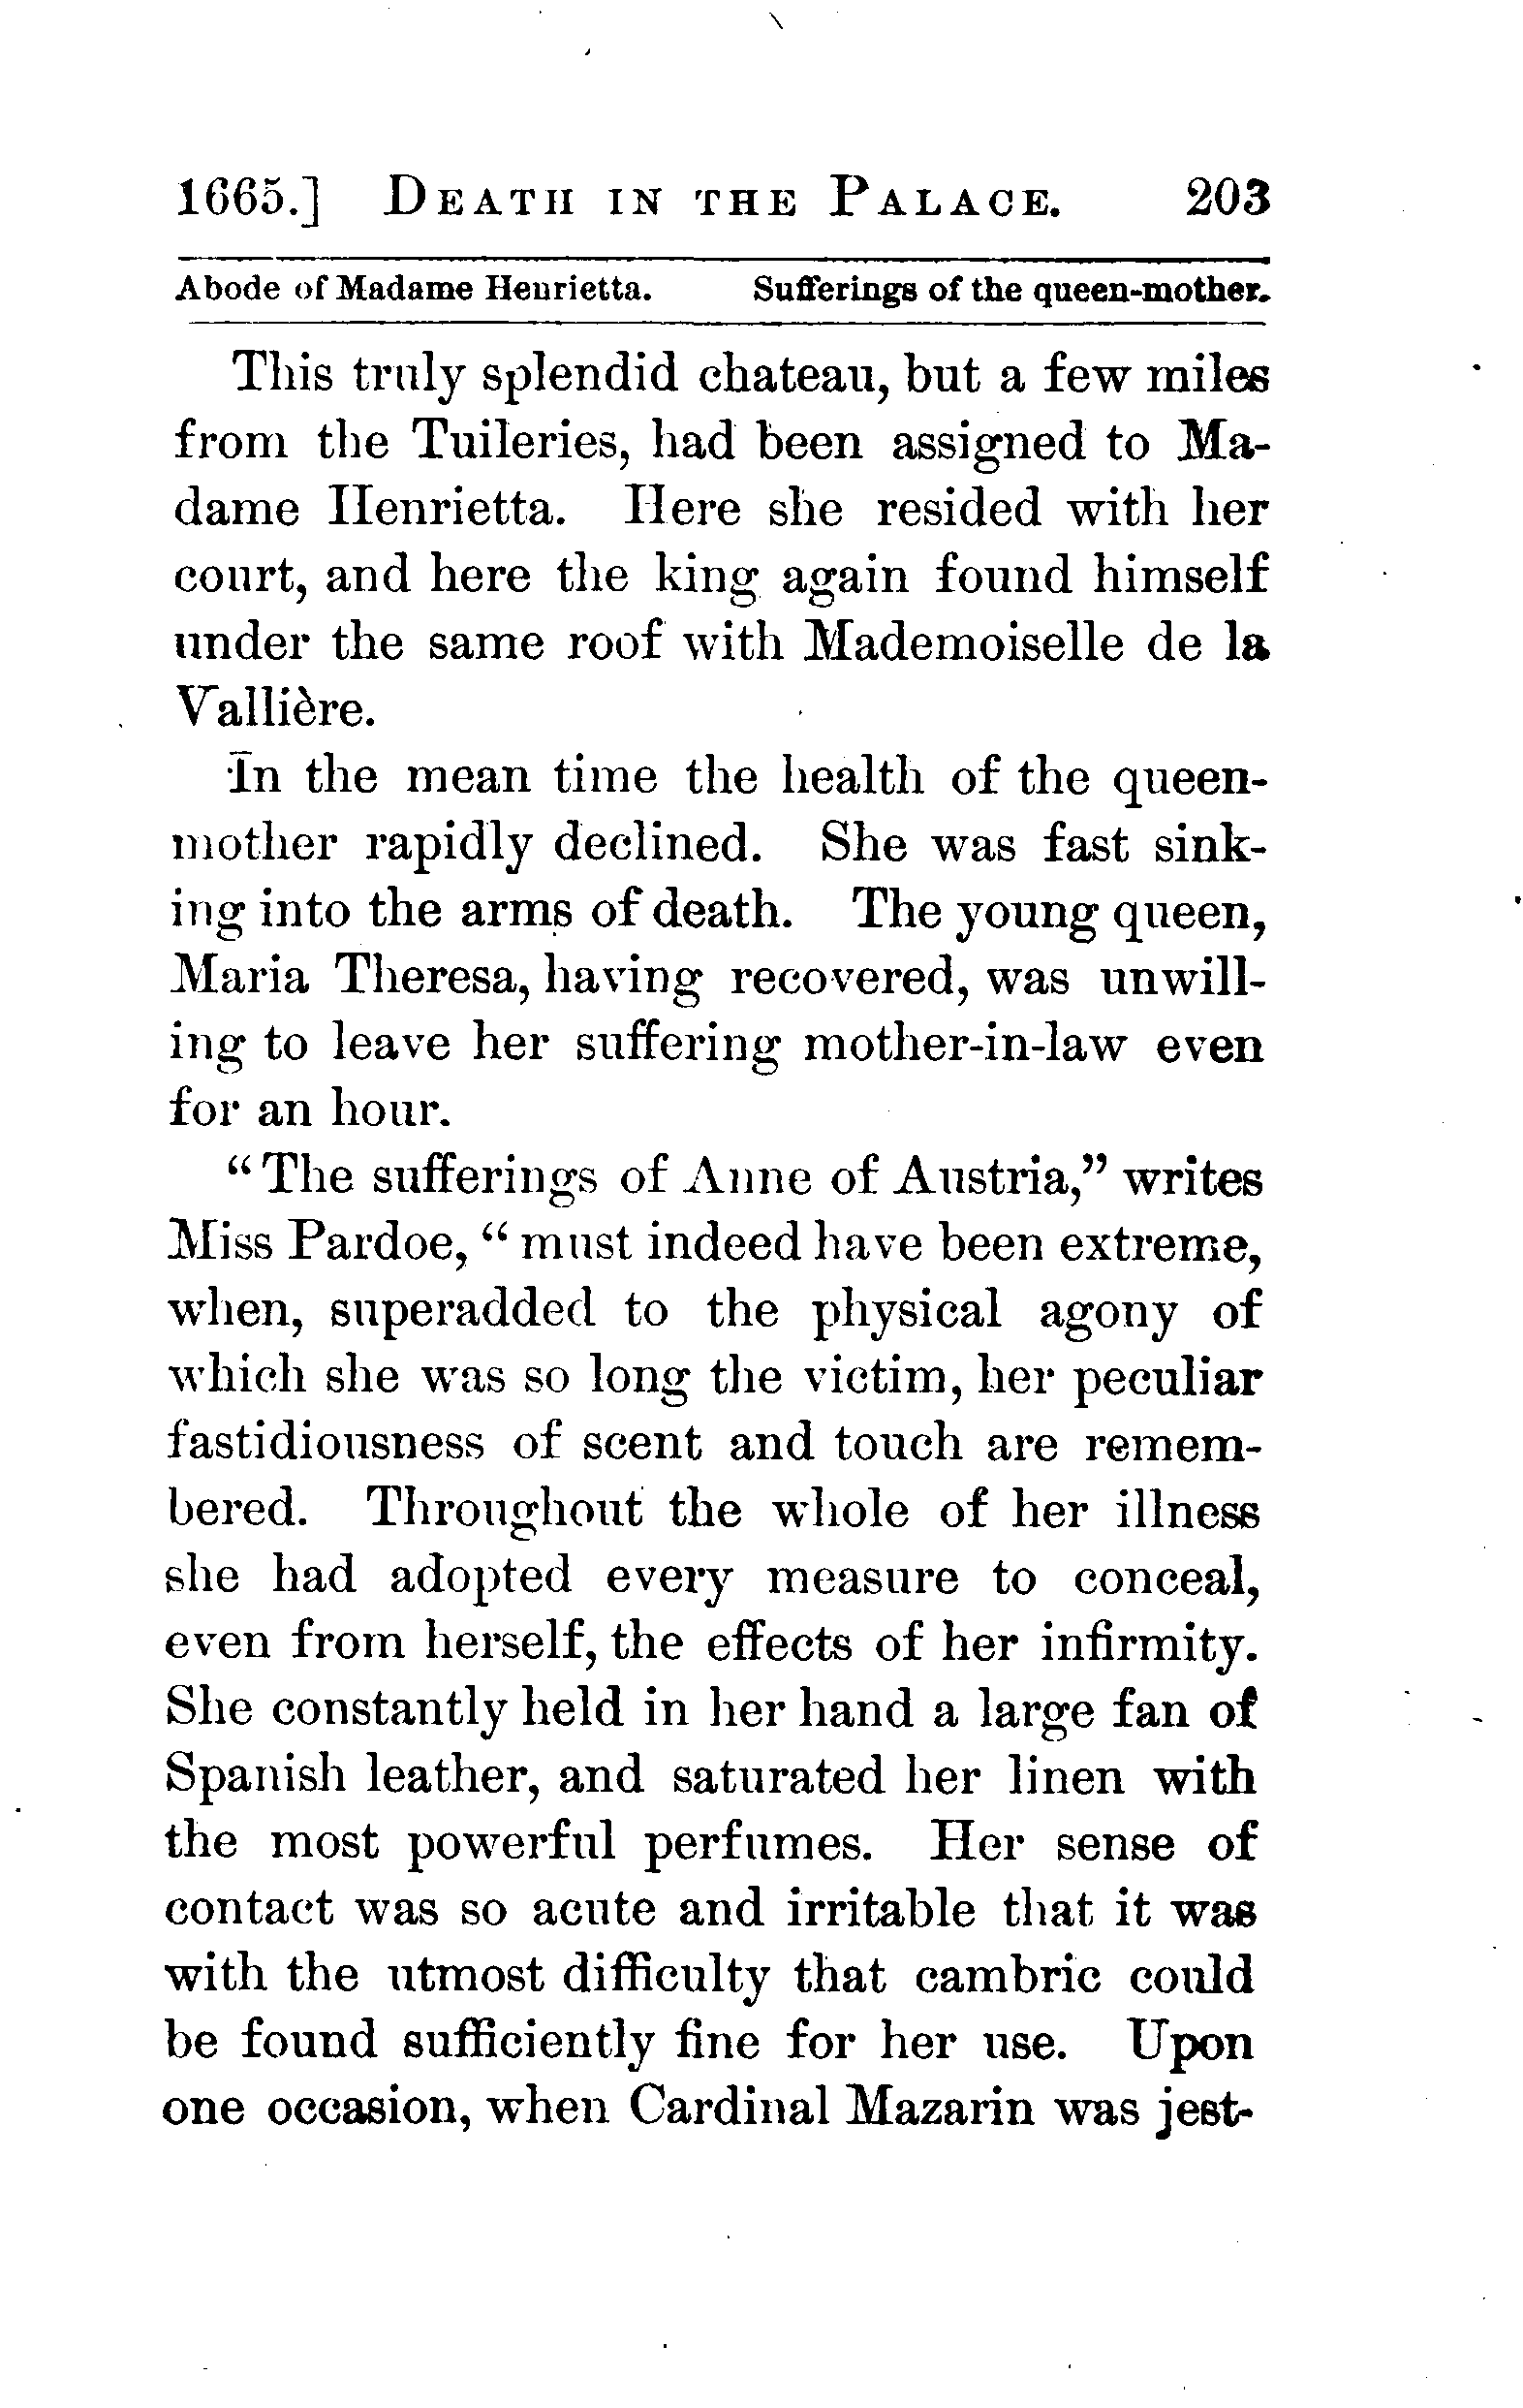 1665.] DEATH IN THE PALACE. 203
Abode of Madame Henrietta. Sufferings of the queen-mother.
This truly splendid chateau, but a few miles
from the Tuileries, had been assigned to Ma-
dame Henrietta. Here she resided with her
court, and here the king again found himself
under the same roof with Mademoiselle de la
Vallière.
In the mean time the health of the queen-
mother rapidly declined. She was fast sink-
ing into the arms of death. The young queen,
Maria Theresa, having recovered, was unwill-
ing to leave her suffering mother-in-law even
for an hour.
"The sufferings of Anne of Austria," writes
Miss Pardoe, "must indeed have been extreme,
when, superadded to the physical agony of
which she was so long the victim, her peculiar
fastidiousness of scent and touch are remem-
bered. Throughout the whole of her illness
she had adopted every measure to conceal,
even from herself, the effects of her infirmity.
She constantly held in her hand a large fan of
Spanish leather, and saturated her linen with
the most powerful perfumes. Her sense of
contact was so acute and irritable that it was
with the utmost difficulty that cambric could
be found sufficiently fine for her use. Upon
one occasion, when Cardinal Mazarin was jest-